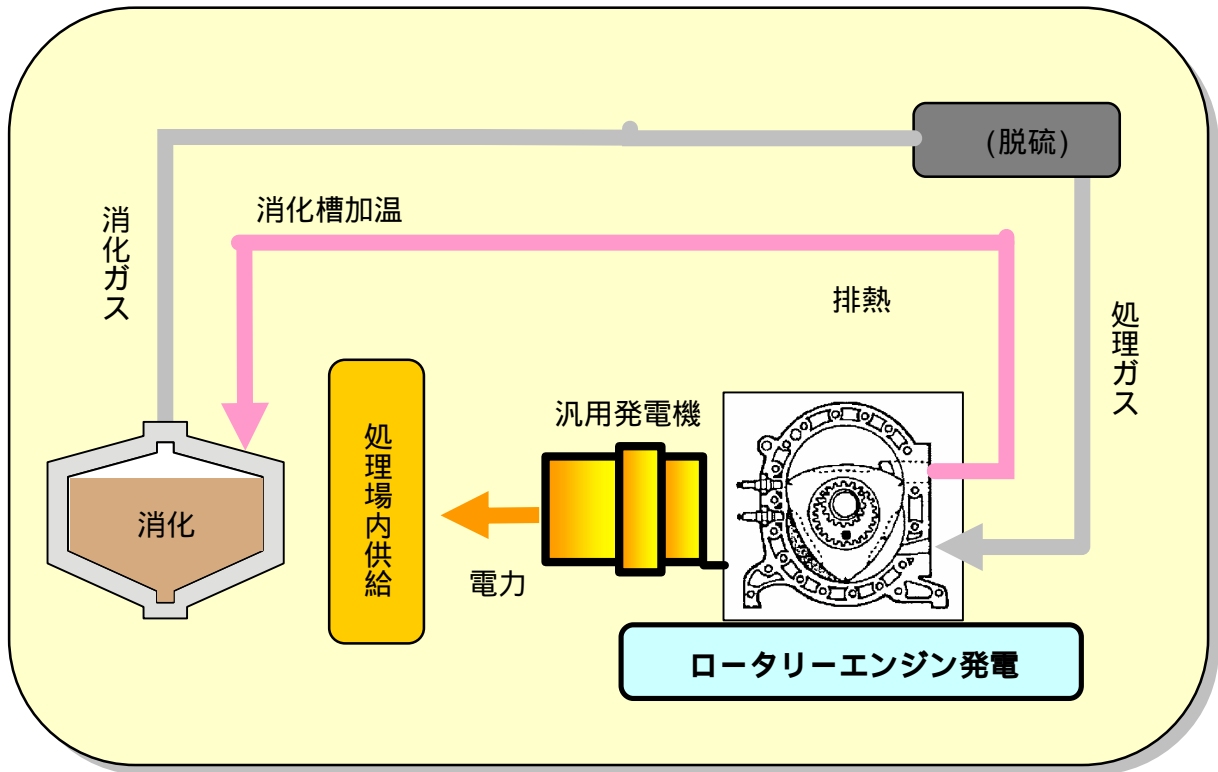 (脱硫)
消化槽加温
消化ガス
排熱
処理ガス
汎用発電機
処理場内供給
消化
電力
ロータリーエンジン発電